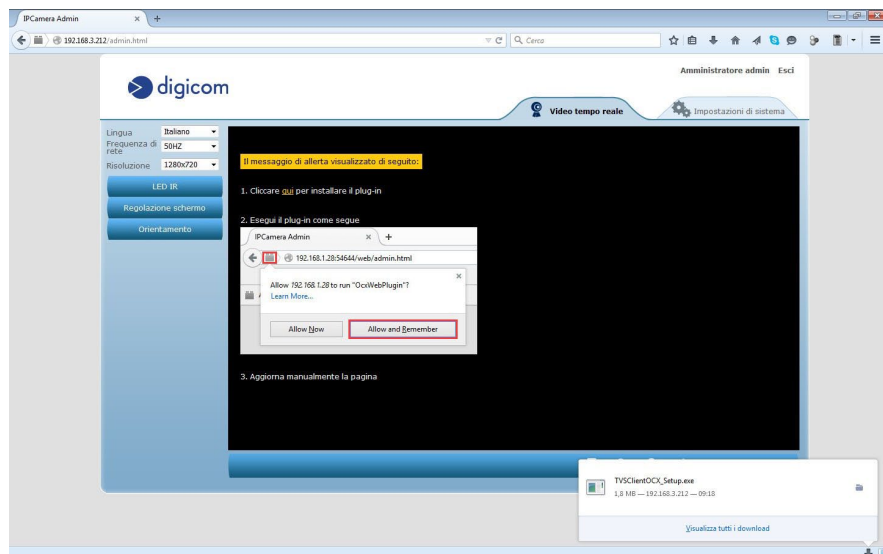 IPCamera Admin
192.168.3.212/admin.html
Cerca
Amministratore admin Esci
digicom
Video tempo reale
Impostazioni di sistema
Lingua Italiano
Frequenza di rete 50HZ
Risoluzione 1280x720
LED IR
Regolazione schermo
Orientamento
Il messaggio di allerta visualizzato di seguito:
1. Cliccare qui per installare il plug-in
2. Esegui il plug-in come segue
IPCamera Admin
192.168.1.28:54644/web/admin.html
Allow 192.168.1.28 to run "OcxWebPlugin"?
Learn More...
Allow Now Allow and Remember
3. Aggiorna manualmente la pagina
TVSClientOCX_Setup.exe
1,8 MB — 192.168.3.212 — 09:18
Visualizza tutti i download